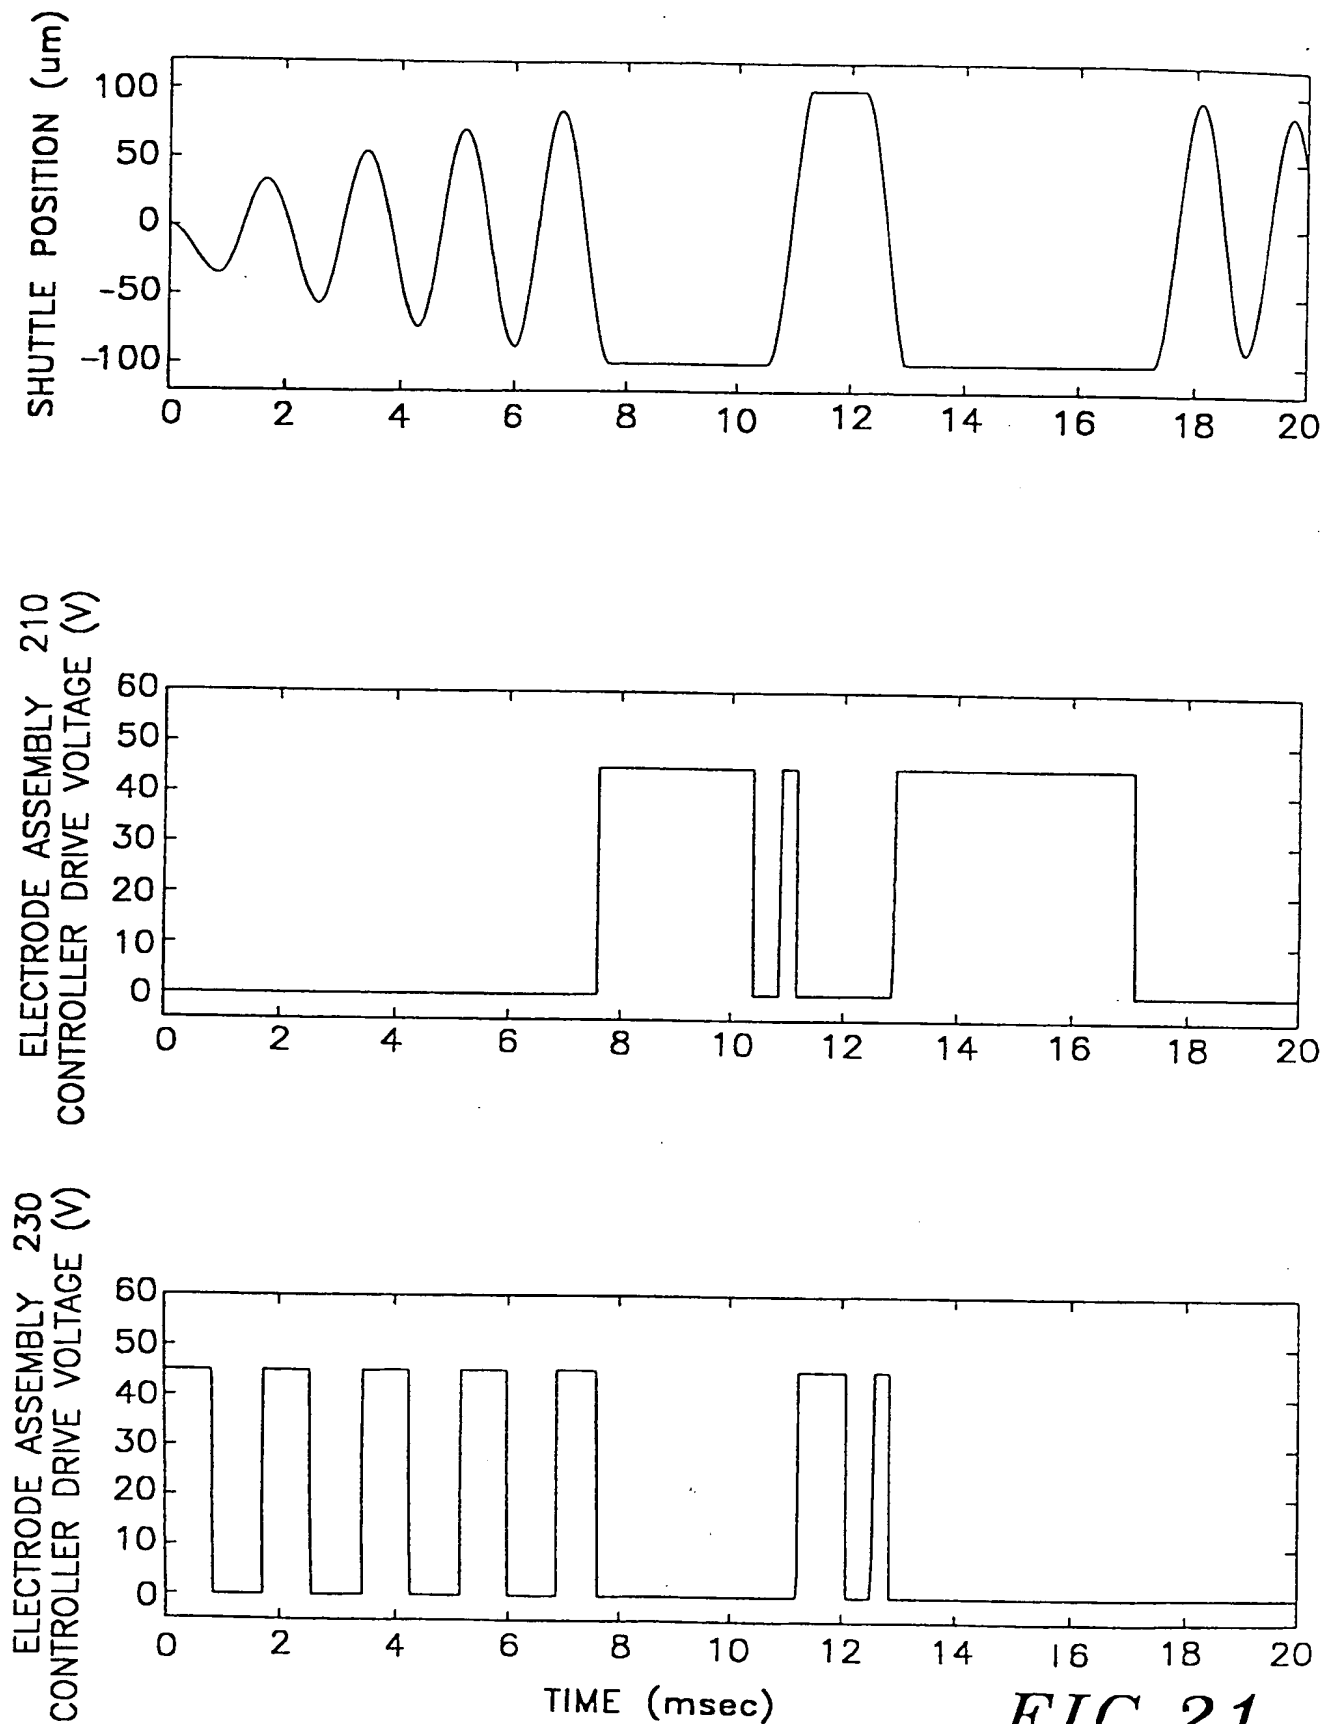 SHUTTLE POSITION (um)
100
50
0
-50
-100
0 2 4 6 8 10 12 14 16 18 20
ELECTRODE ASSEMBLY 210
CONTROLLER DRIVE VOLTAGE (V)
60
50
40
30
20
10
0
0 2 4 6 8 10 12 14 16 18 20
ELECTRODE ASSEMBLY 230
CONTROLLER DRIVE VOLTAGE (V)
60
50
40
30
20
10
0
0 2 4 6 8 10 12 14 16 18 20
TIME (msec)
FIG. 21